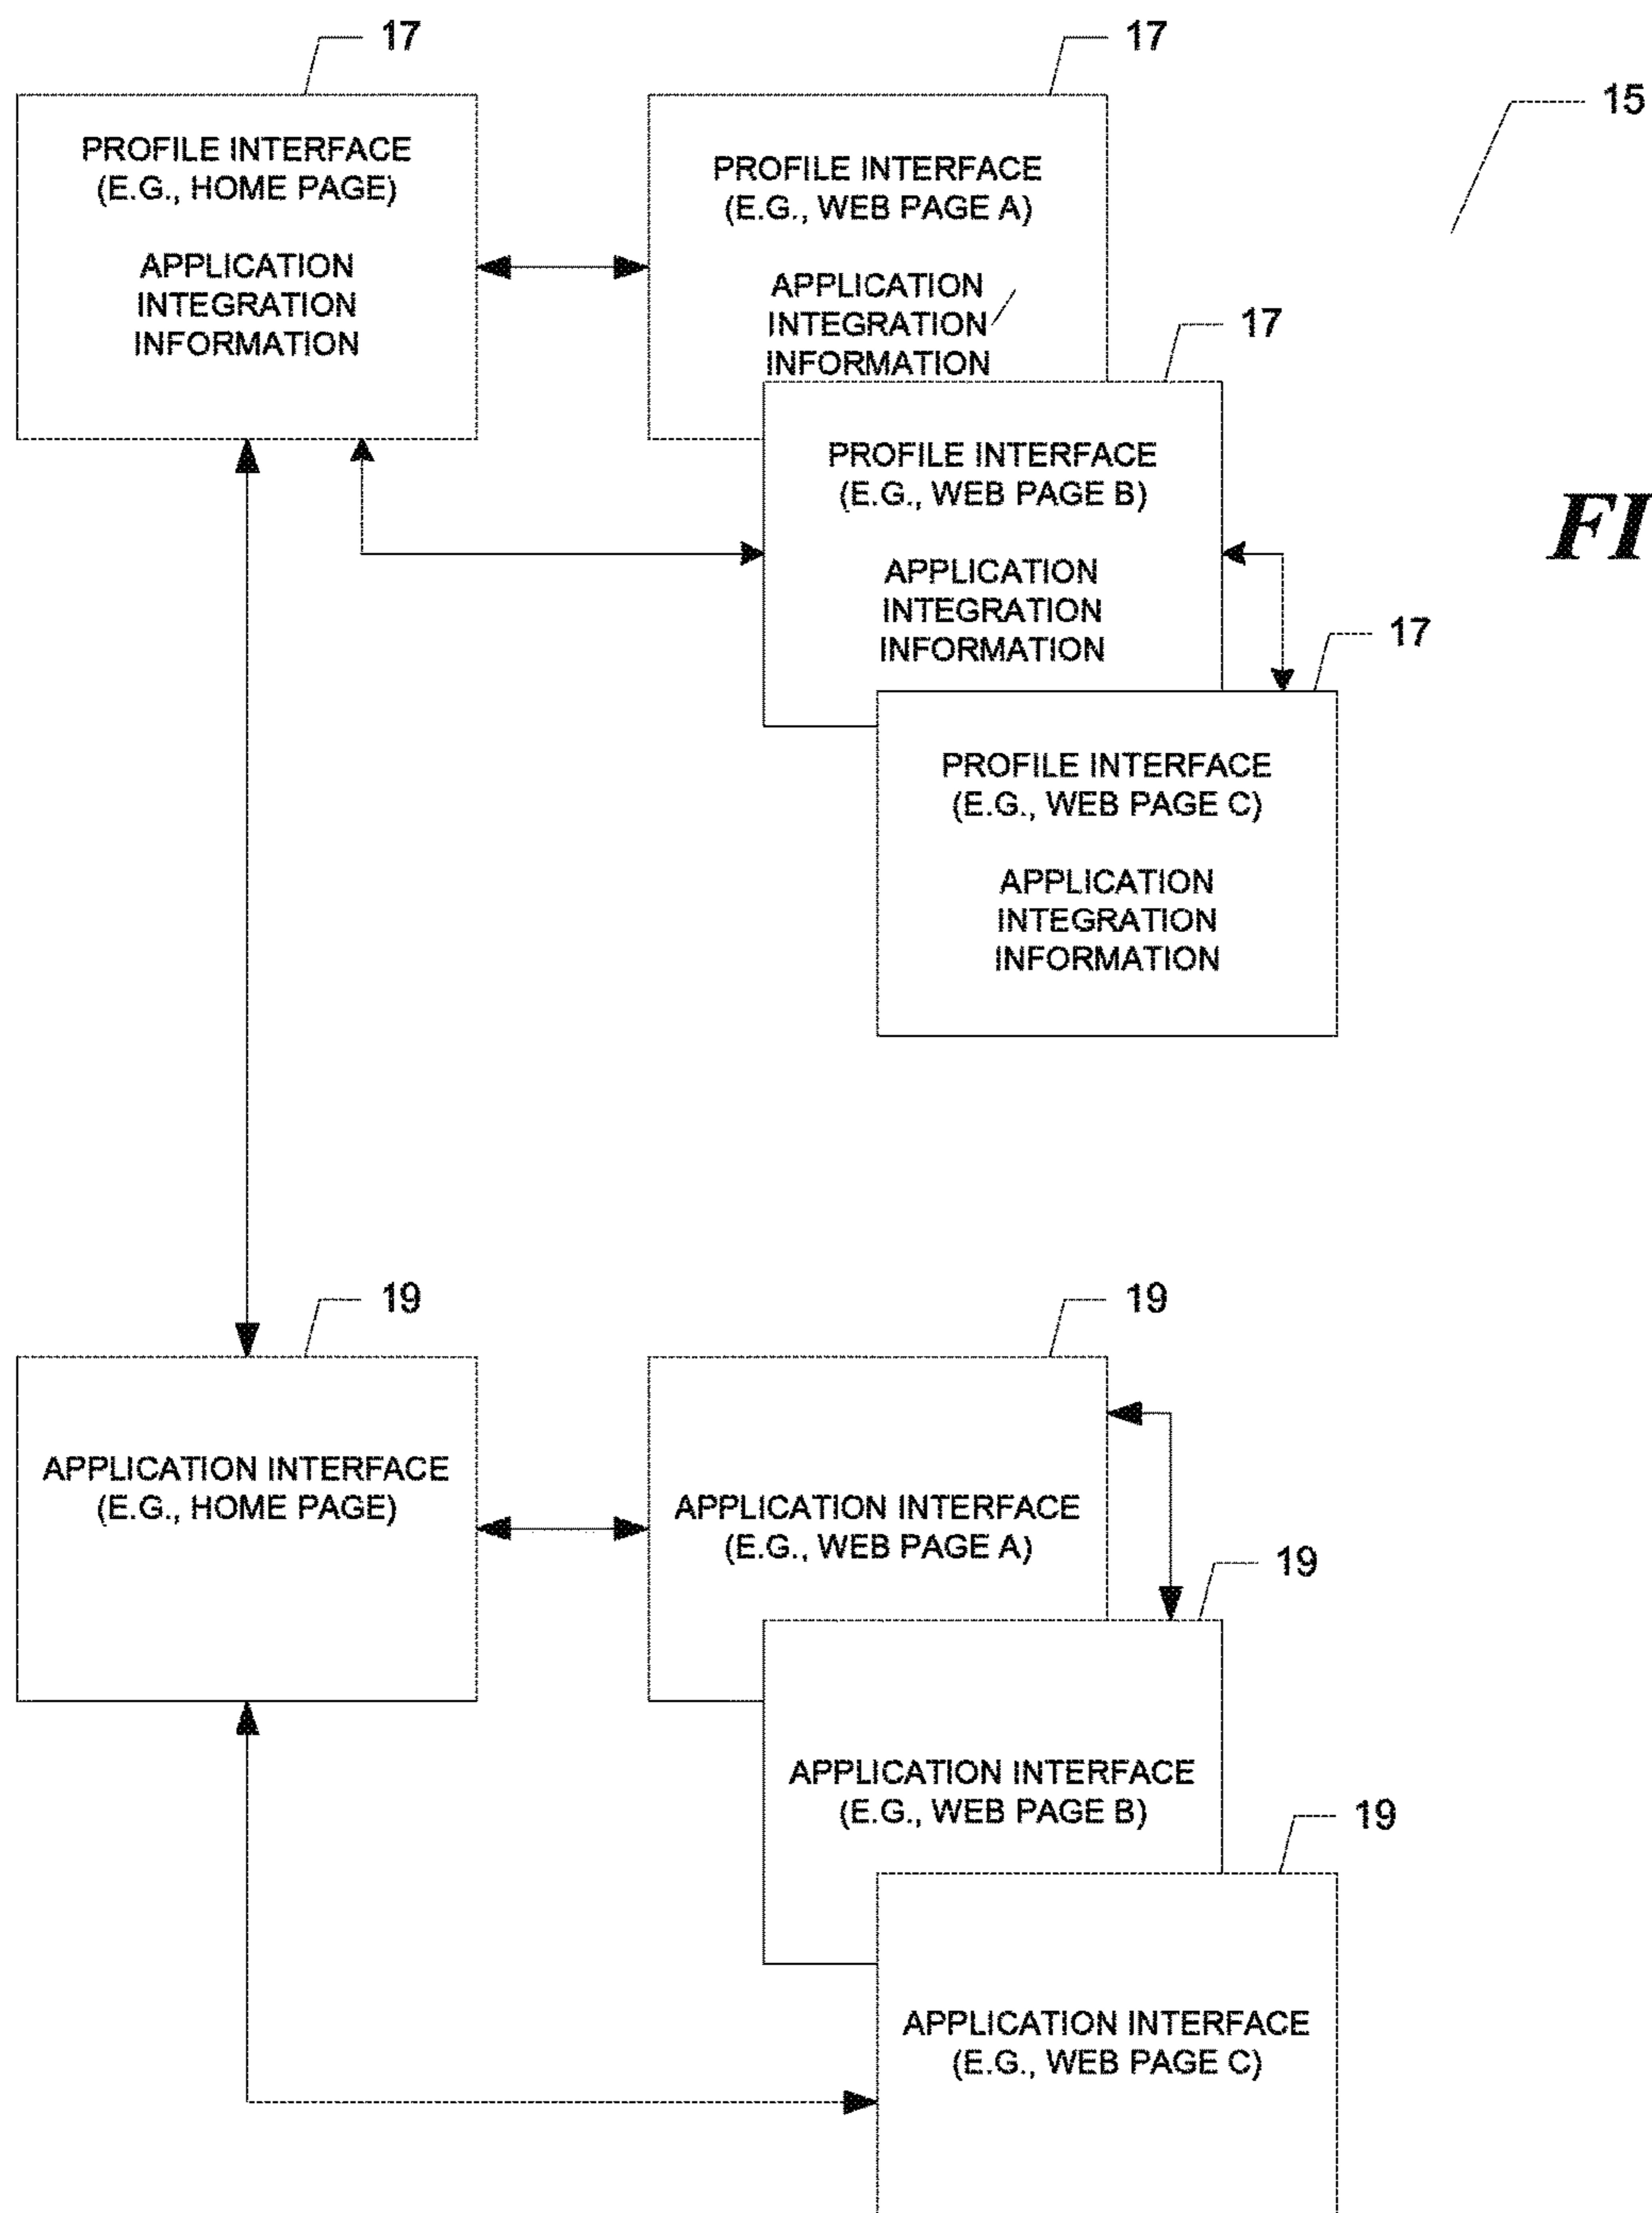 17
17
15
PROFILE INTERFACE
(E.G., HOME PAGE)
APPLICATION
INTEGRATION
INFORMATION
PROFILE INTERFACE
(E.G., WEB PAGE A)
APPLICATION
INTEGRATION
INFORMATION
17
PROFILE INTERFACE
(E.G., WEB PAGE B)
APPLICATION
INTEGRATION
INFORMATION
FI
17
PROFILE INTERFACE
(E.G., WEB PAGE C)
APPLICATION
INTEGRATION
INFORMATION
19
19
APPLICATION INTERFACE
(E.G., HOME PAGE)
APPLICATION INTERFACE
(E.G., WEB PAGE A)
19
APPLICATION INTERFACE
(E.G., WEB PAGE B)
19
APPLICATION INTERFACE
(E.G., WEB PAGE C)